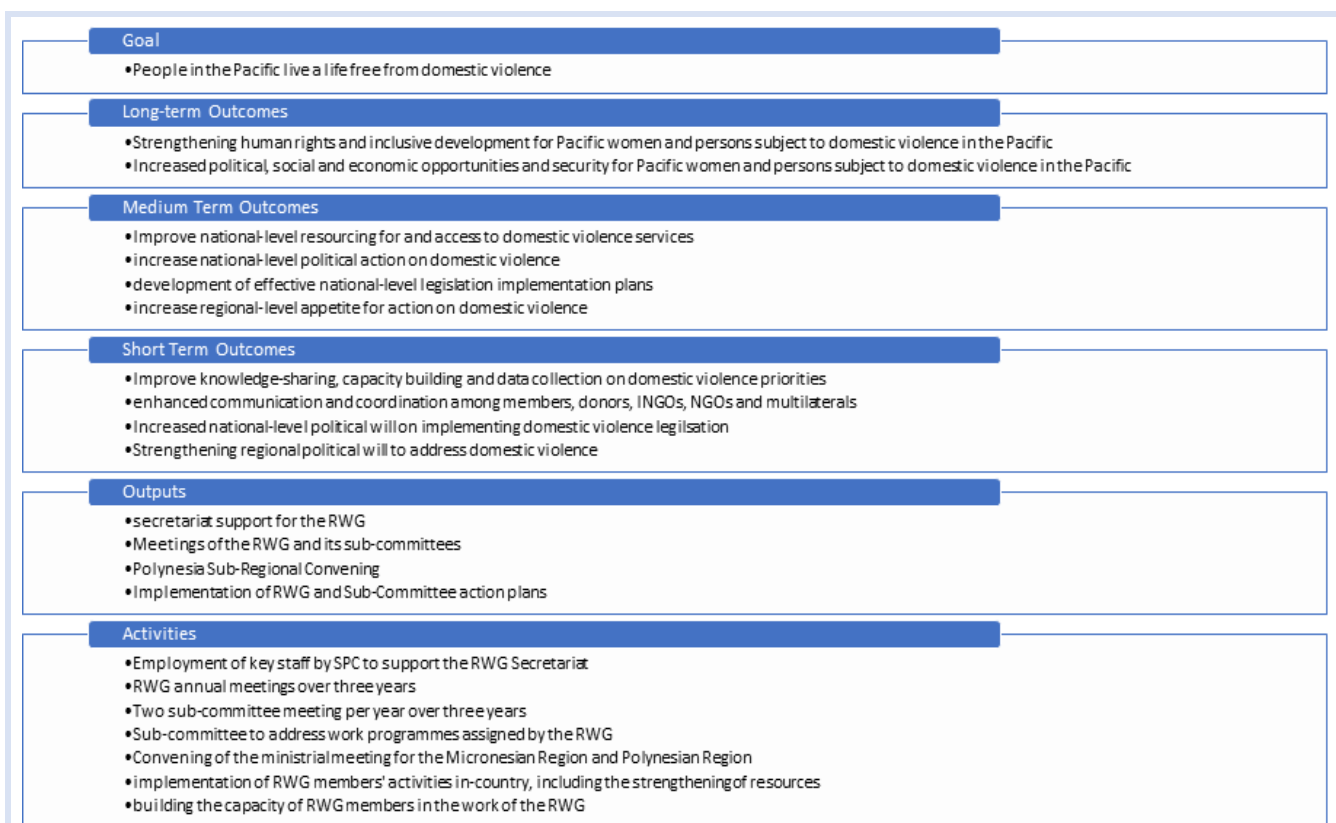 Goal
•People in the Pacific live a life free from domestic violence
Long-term Outcomes
•Strengthening human rights and inclusive development for Pacific women and persons subject to domestic violence in the Pacific
•Increased political, social and economic opportunities and security for Pacific women and persons subject to domestic violence in the Pacific
Medium Term Outcomes
•Improve national-level resourcing for and access to domestic violence services
•increase national-level political action on domestic violence
•development of effective national-level legislation implementation plans
•increase regional-level appetite for action on domestic violence
Short Term Outcomes
•Improve knowledge-sharing, capacity building and data collection on domestic violence priorities
•enhanced communication and coordination among members, donors, INGOs, NGOs and multilaterals
•Increased national-level political will on implementing domestic violence legilsation
•Strengthening regional political will to address domestic violence
Outputs
•secretariat support for the RWG
•Meetings of the RWG and its sub-committees
•Polynesia Sub-Regional Convening
•Implementation of RWG and Sub-Committee action plans
Activities
•Employment of key staff by SPC to support the RWG Secretariat
•RWG annual meetings over three years
•Two sub-committee meeting per year over three years
•Sub-committee to address work programmes assigned by the RWG
•Convening of the ministrial meeting for the Micronesian Region and Polynesian Region
•implementation of RWG members' activities in-country, including the strengthening of resources
•building the capacity of RWG members in the work of the RWG